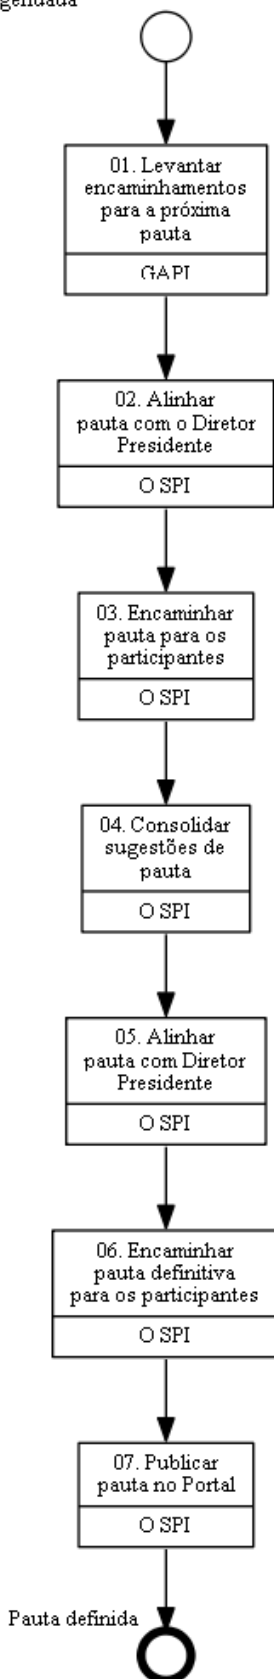 01. Levantar
encaminhamentos
para a próxima
pauta
GAPI
02. Alinhar
pauta com o Diretor
Presidente
O SPI
03. Encaminhar
pauta para os
participantes
O SPI
04. Consolidar
sugestões de
pauta
O SPI
05. Alinhar
pauta com Diretor
Presidente
O SPI
06. Encaminhar
pauta definitiva
para os participantes
O SPI
07. Publicar
pauta no Portal
O SPI
Pauta definida